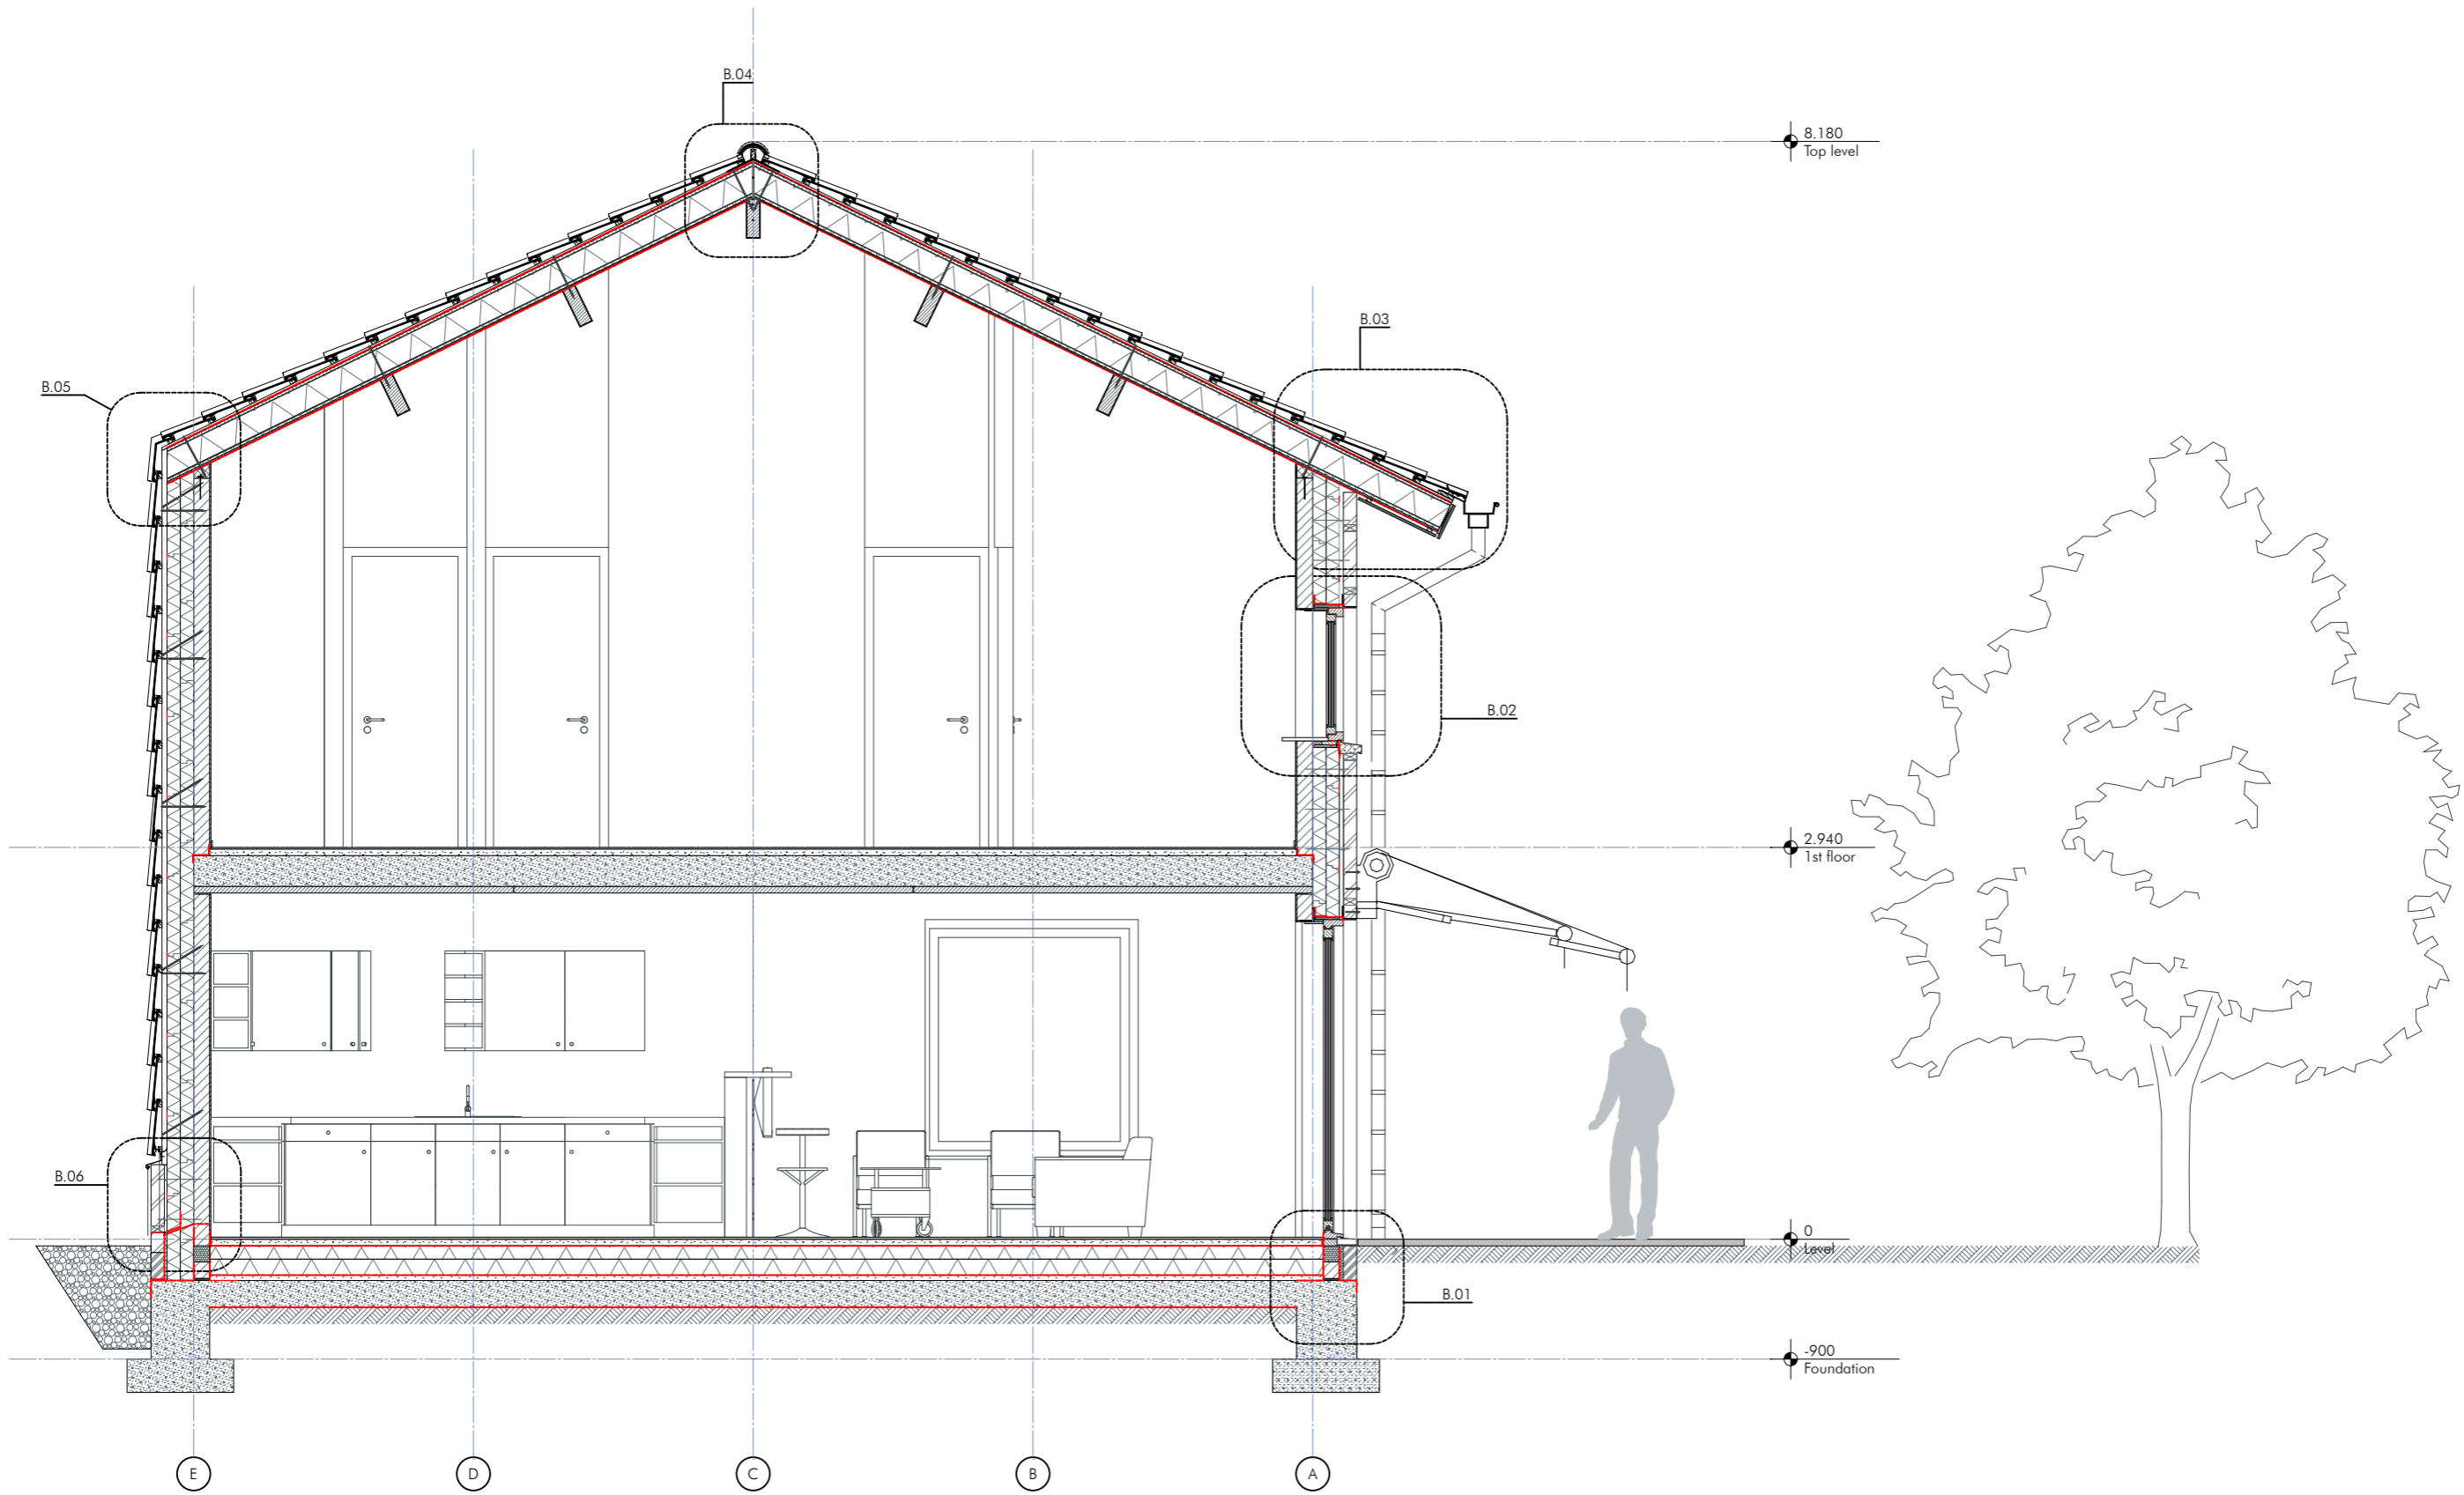 B.04
8.180
Top level
B.03
B.05
B.02
2.940
1st floor
B.06
0
Level
B.01
-900
Foundation
E
D
C
B
A